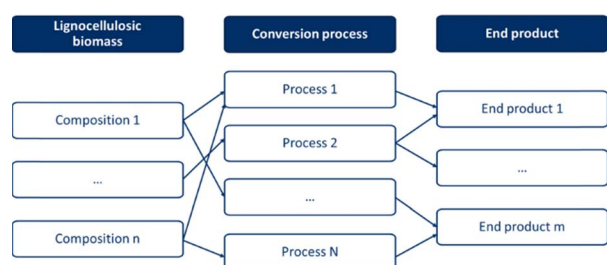 Lignocellulosic
biomass
Conversion process
End product
Composition 1
...
Composition n
Process 1
Process 2
...
Process N
End product 1
...
End product m